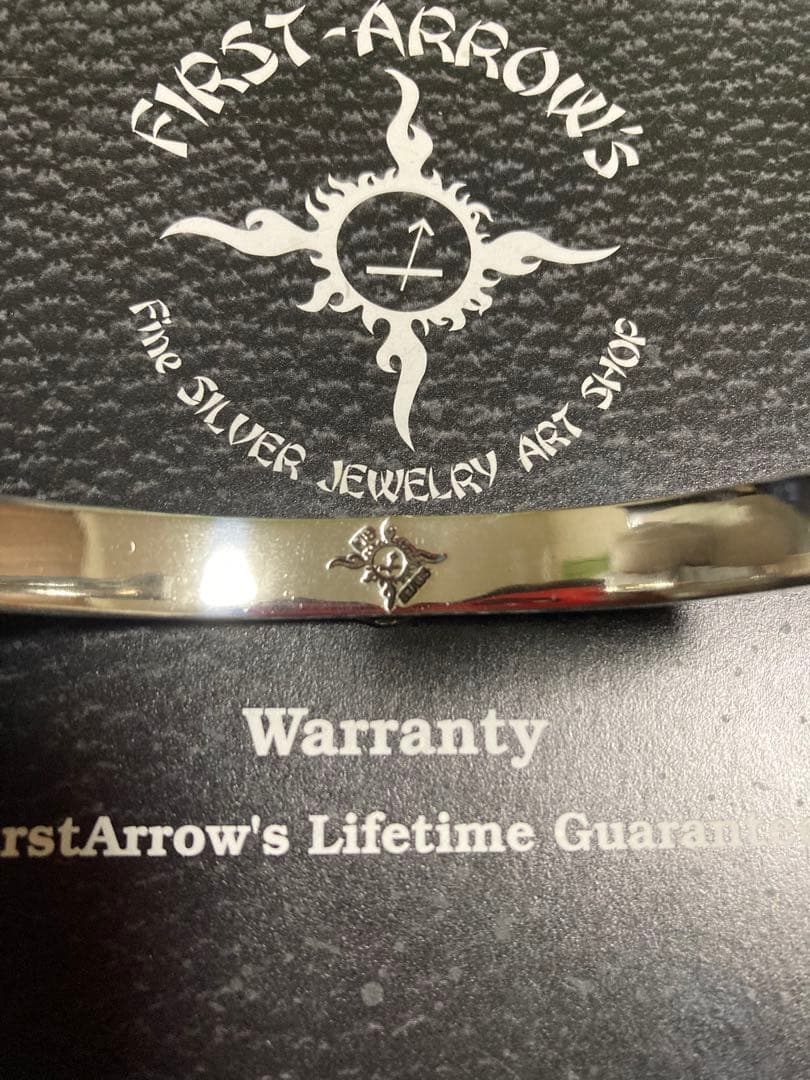 FIRST-ARROW'S
Fine SILVER JEWELRY ART SHOP
Warranty
rstArrow's Lifetime Guarant